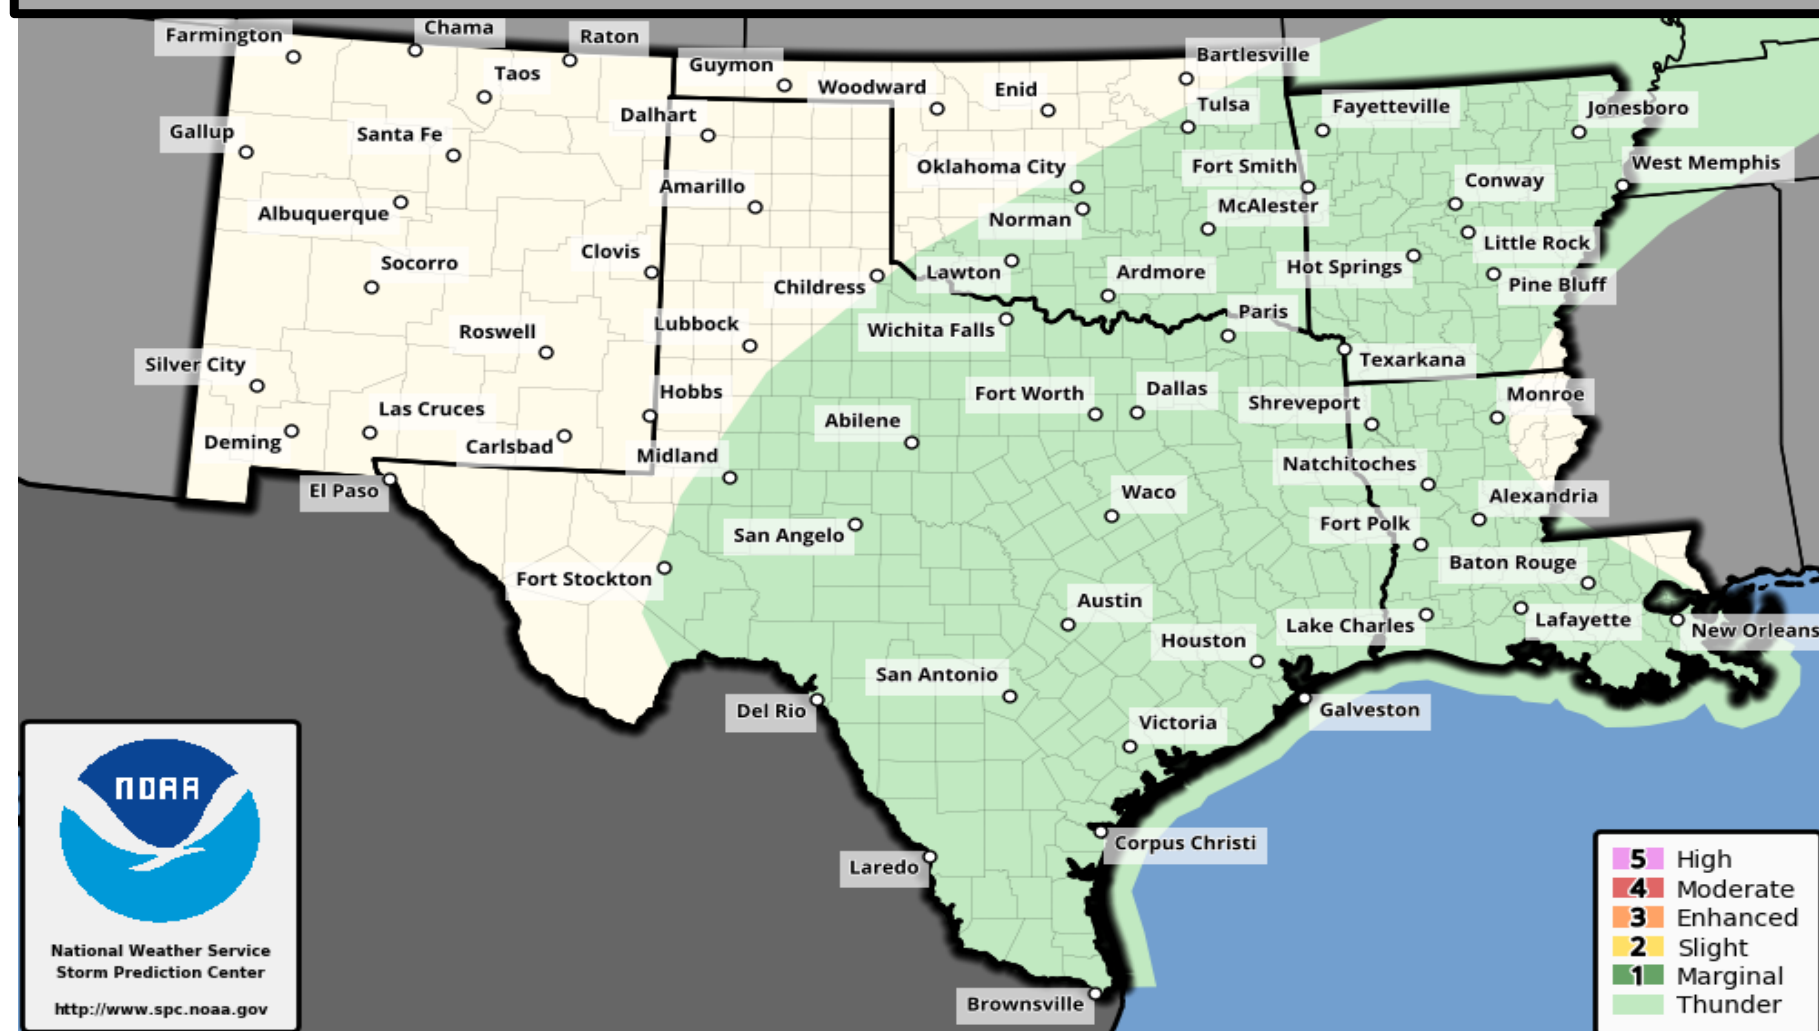 Farmington
Chama
Raton
Taos
Guymon
Woodward
Enid
Bartlesville
Gallup
Santa Fe
Dalhart
Tulsa
Fayetteville
Jonesboro
Albuquerque
Amarillo
Oklahoma City
Fort Smith
Conway
West Memphis
Norman
McAlester
Socorro
Clovis
Childress
Lawton
Ardmore
Hot Springs
Little Rock
Pine Bluff
Roswell
Lubbock
Wichita Falls
Paris
Texarkana
Silver City
Las Cruces
Hobbs
Abilene
Fort Worth
Dallas
Shreveport
Monroe
Deming
Carlsbad
Midland
Natchitoches
El Paso
San Angelo
Waco
Fort Polk
Alexandria
Fort Stockton
Austin
Baton Rouge
Houston
Lake Charles
Lafayette
New Orleans
Del Rio
San Antonio
Victoria
Galveston
Laredo
Corpus Christi
Brownsville
NOAA
National Weather Service
Storm Prediction Center
http://www.spc.noaa.gov
5 High
4 Moderate
3 Enhanced
2 Slight
1 Marginal
Thunder